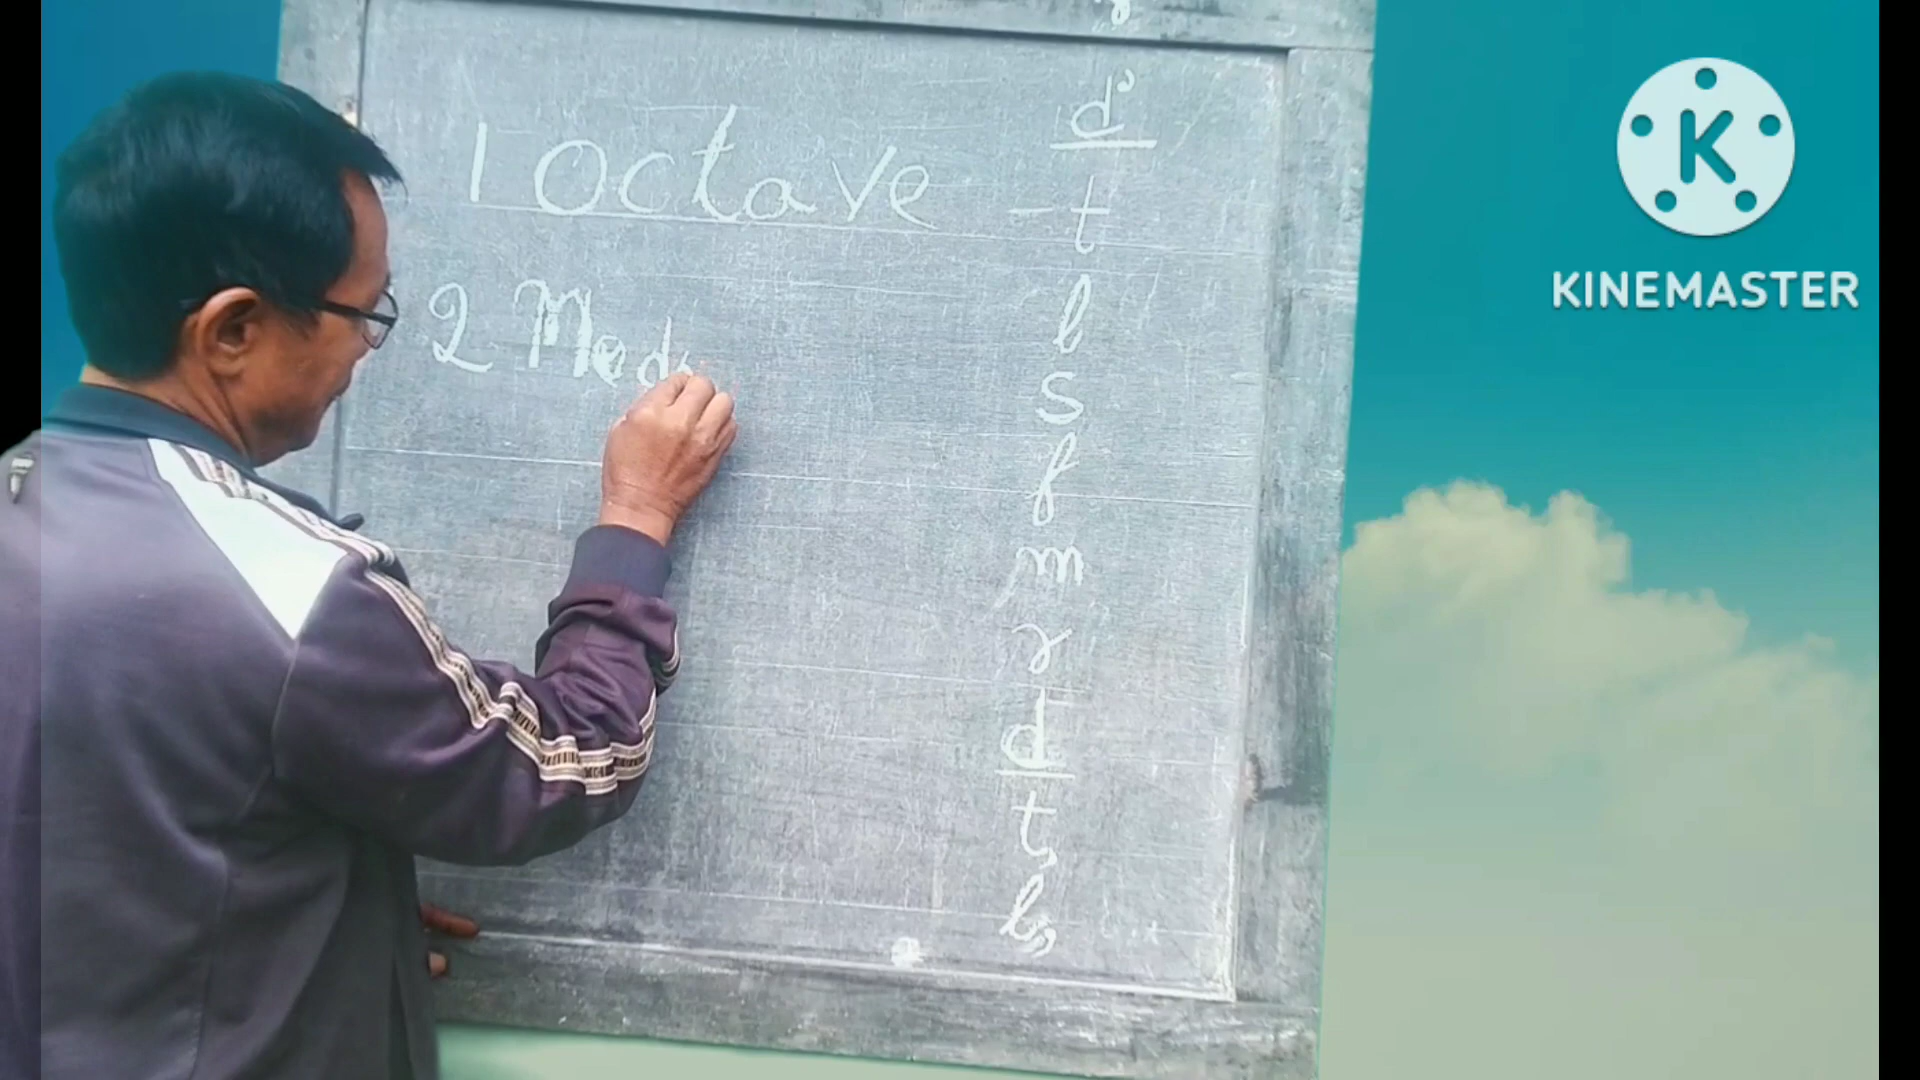 1 Octave
2 Med
d'
t
l
s
f
m
r
d
t,
l,
KINEMASTER